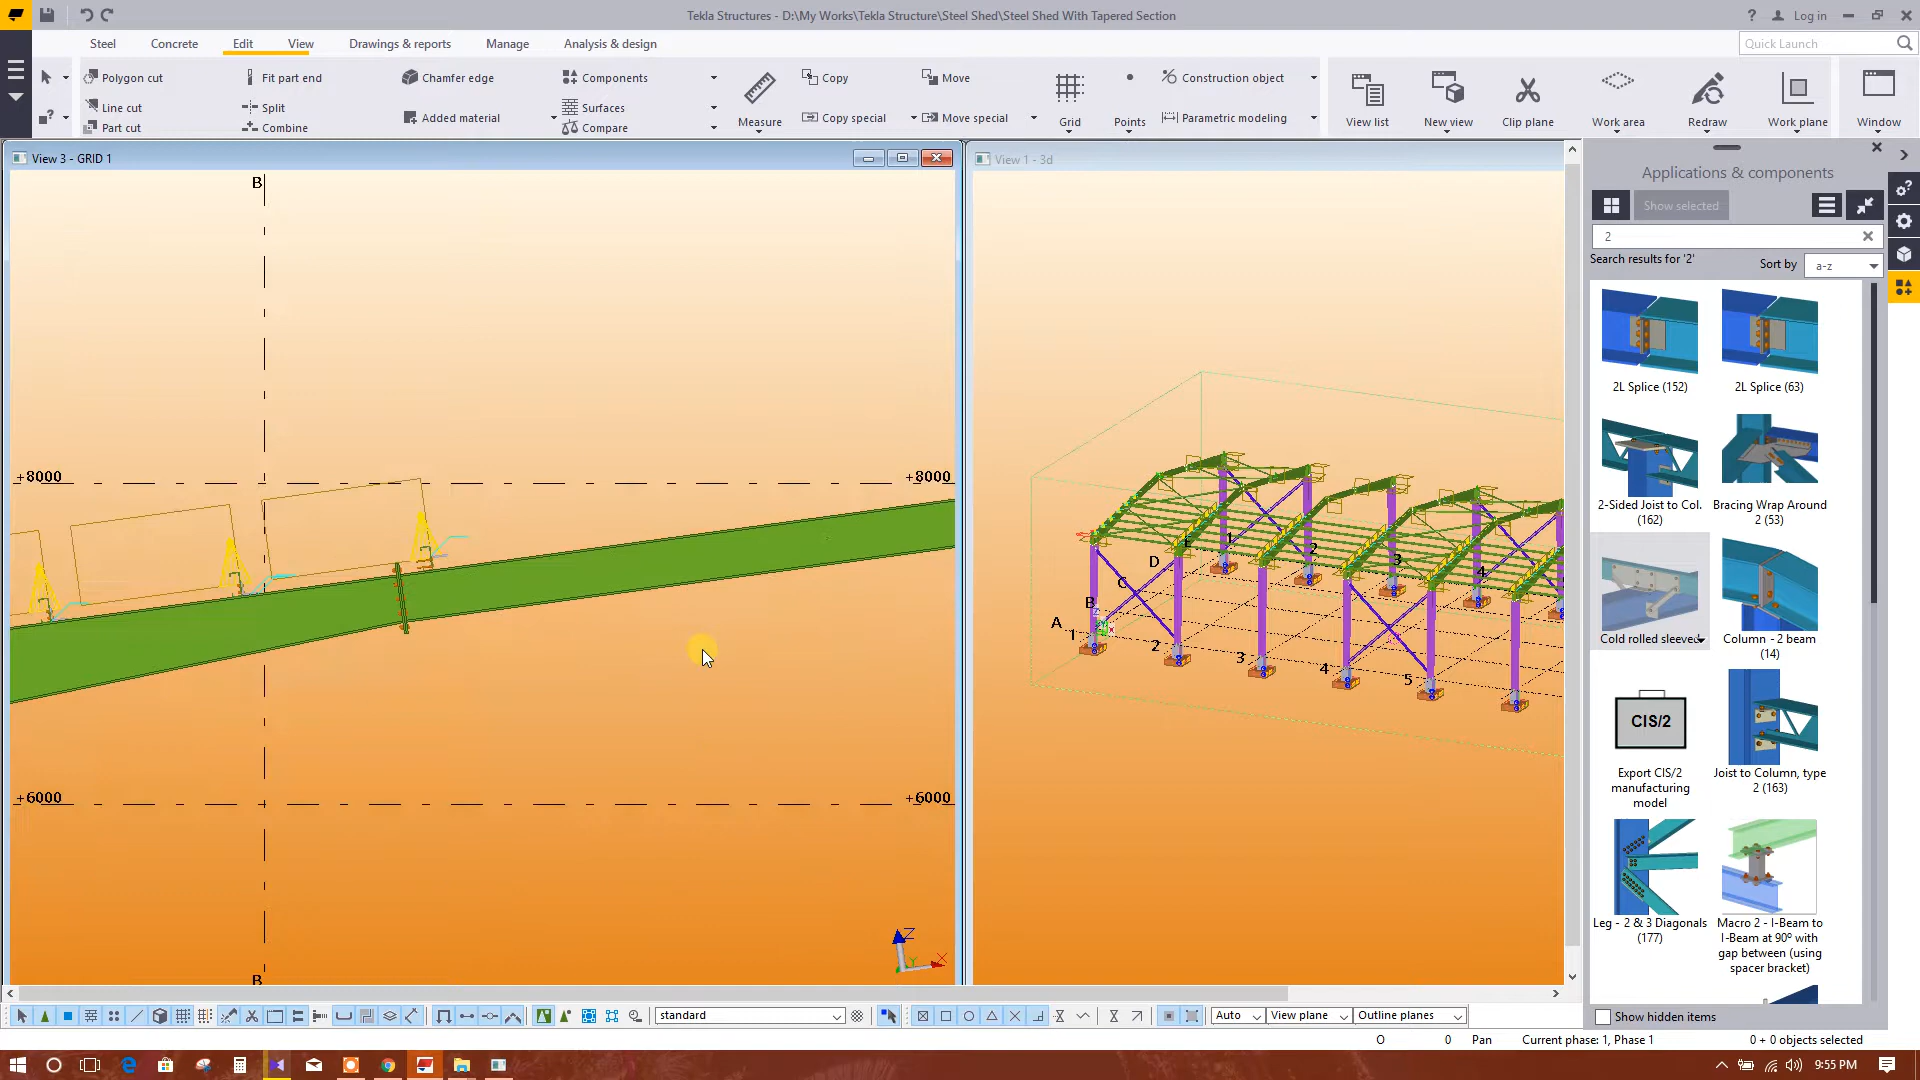 Tekla Structures - D:\My Works\Tekla Structure\Steel Shed\Steel Shed With Tapered Section
? Log in
Steel Concrete Edit View Drawings & reports Manage Analysis & design
Quick Launch
Polygon cut
Line cut
Part cut
Fit part end
Split
Combine
Chamfer edge
Added material
Components
Surfaces
Compare
Measure
Copy
Copy special
Move
Move special
Grid
Points
Construction object
Parametric modeling
View list
New view
Clip plane
Work area
Redraw
Work plane
Window
View 3 - GRID 1
B
+8000
+8000
+6000
+6000
B
Z
Y
X
View 1 - 3d
E
D
C
B
A
1
2
3
4
1
2
3
4
5
Applications & components
Show selected
2
Search results for '2'
Sort by
a-z
2L Splice (152)
2L Splice (63)
2-Sided Joist to Col.
(162)
Bracing Wrap Around
2 (53)
Cold rolled sleeved
Column - 2 beam
(14)
CIS/2
Export CIS/2
manufacturing
model
Joist to Column, type
2 (163)
Leg - 2 & 3 Diagonals
(177)
Macro 2 - I-Beam to
I-Beam at 90º with
gap between (using
spacer bracket)
Show hidden items
standard
Auto
View plane
Outline planes
O 0 Pan
Current phase: 1, Phase 1
0 + 0 objects selected
9:55 PM